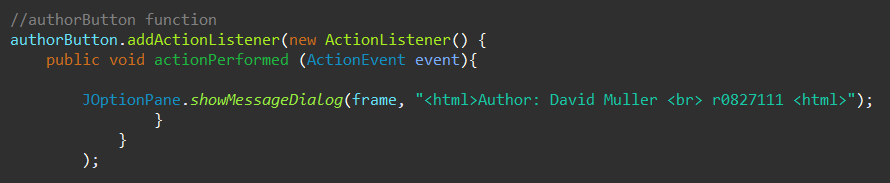 //authorButton function
authorButton.addActionListener(new ActionListener() {
public void actionPerformed (ActionEvent event){
JOptionPane.showMessageDialog(frame, "<html>Author: David Muller <br> r0827111 <html>");
}
}
);